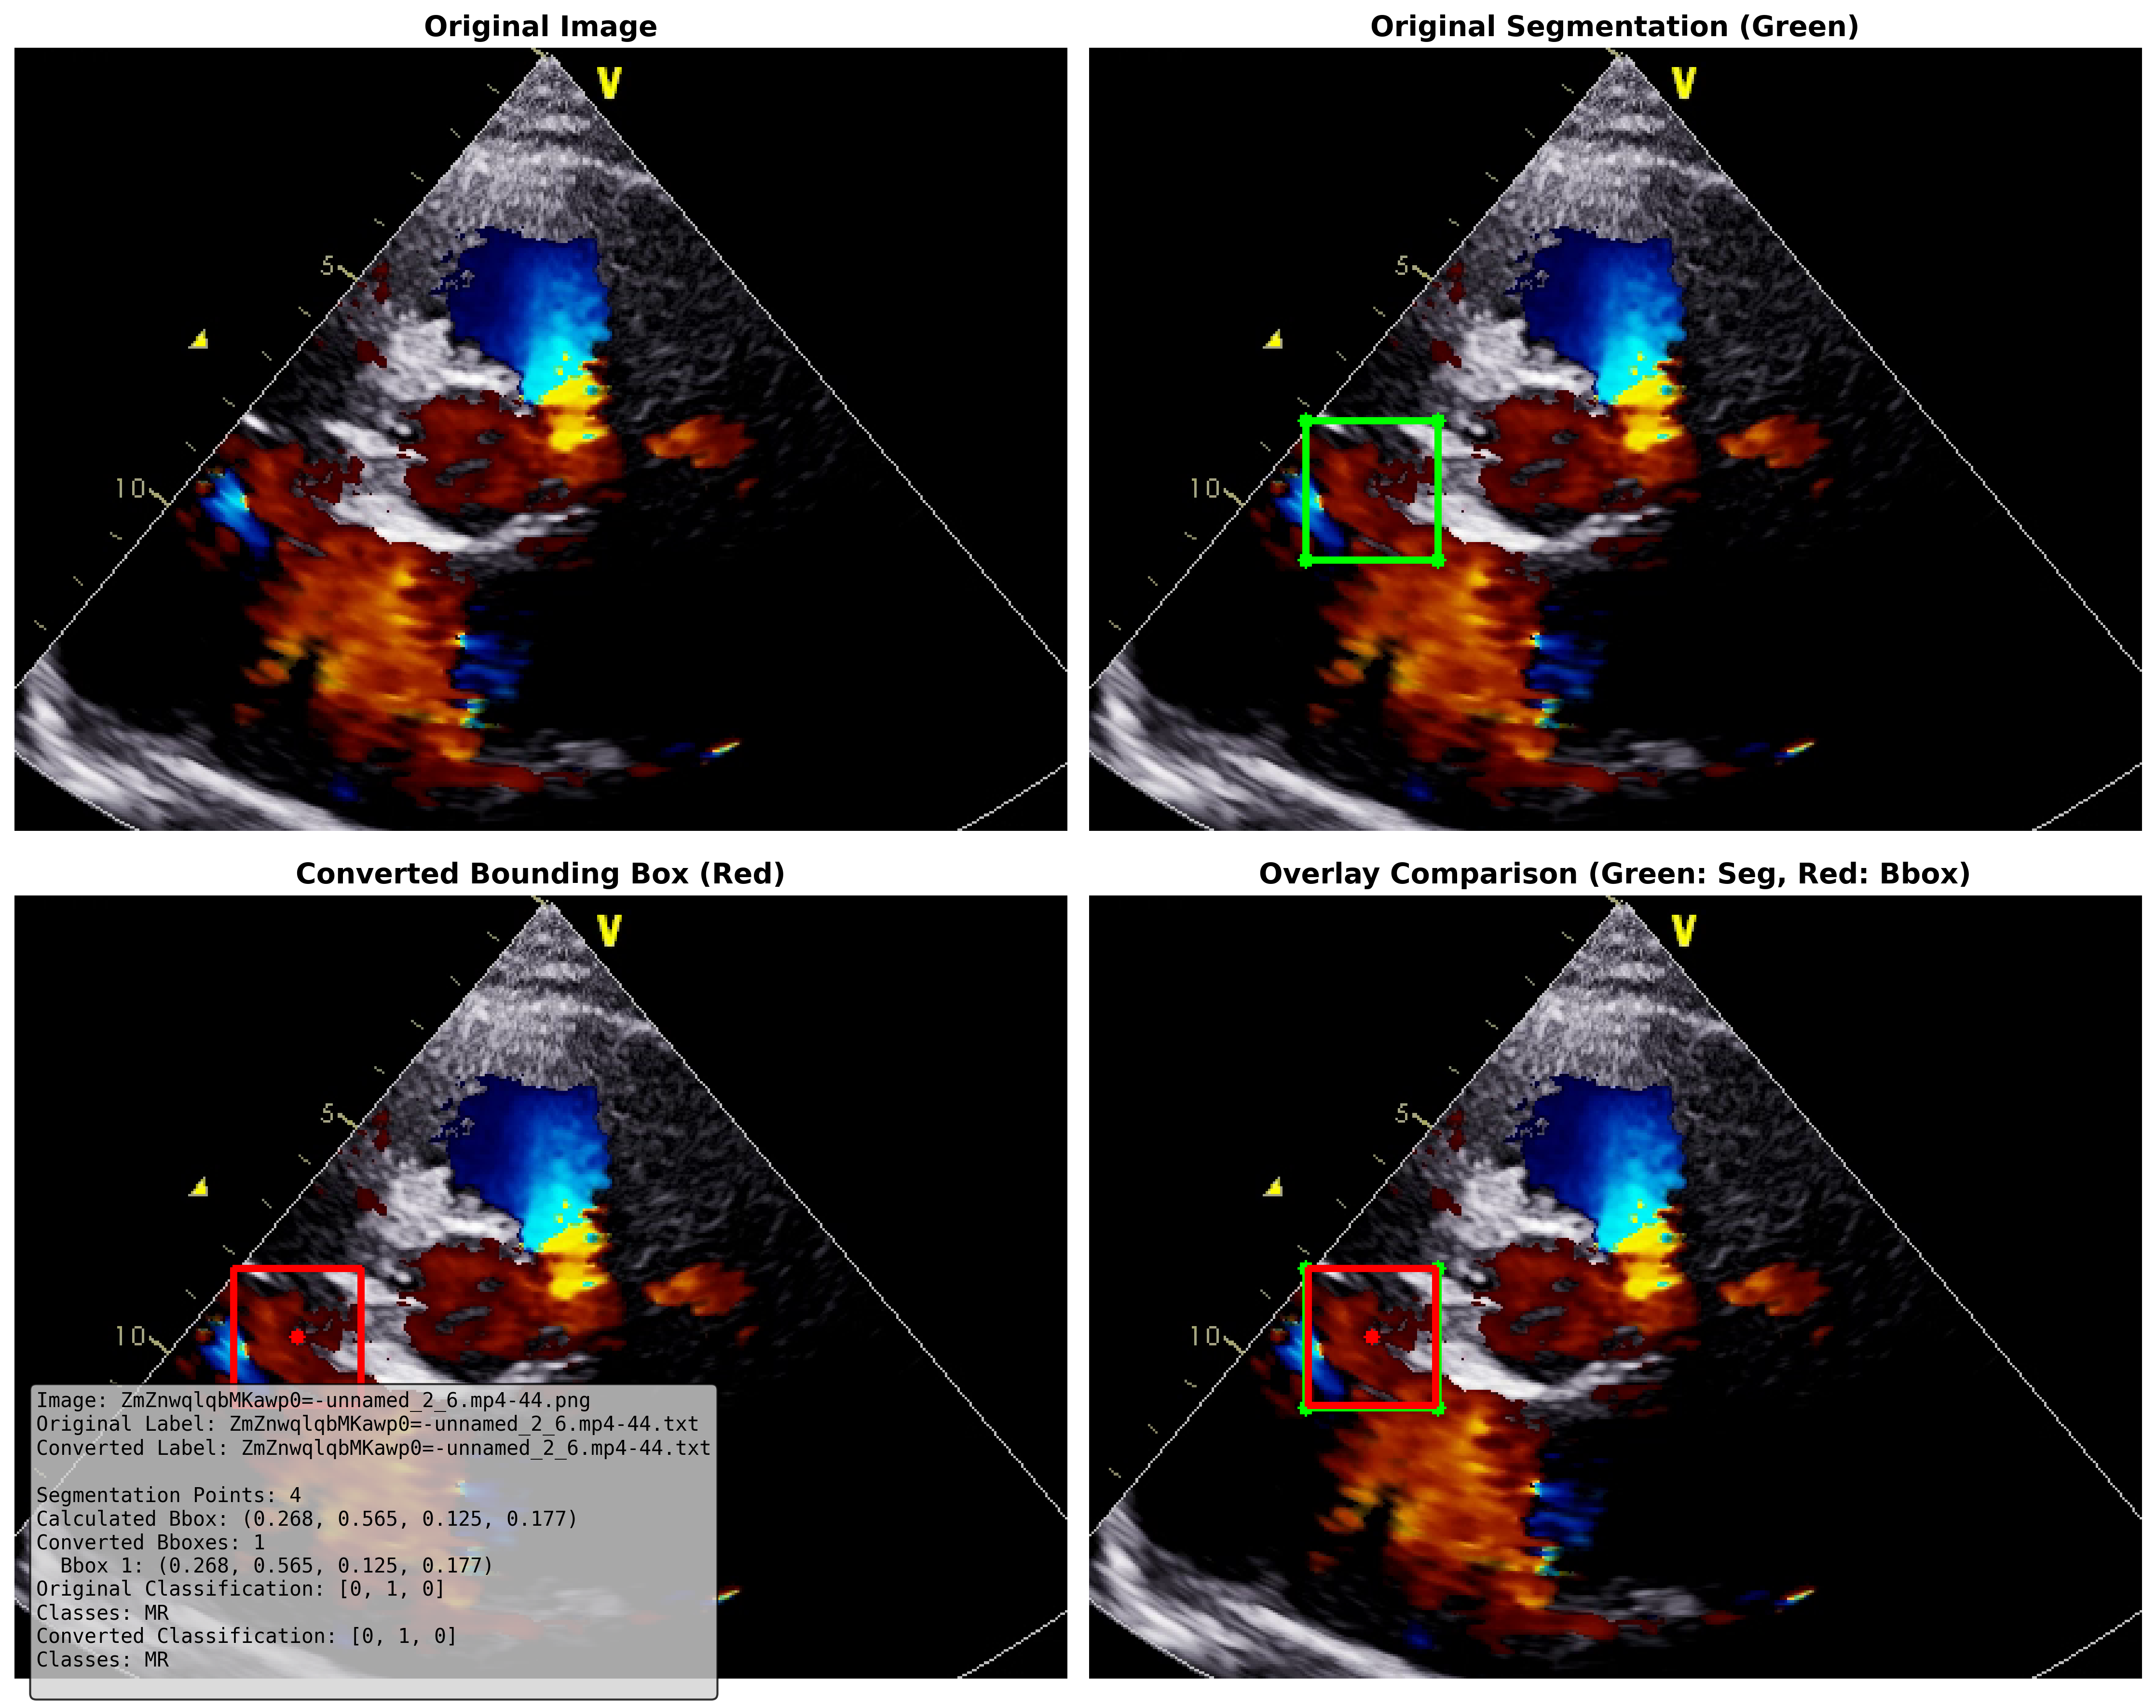 Original Image
Original Segmentation (Green)
V
5
10
V
5
10
Converted Bounding Box (Red)
Overlay Comparison (Green: Seg, Red: Bbox)
V
5
10
V
5
10
Image: ZmZnwqlqbMKawp0=-unnamed_2_6.mp4-44.png
Original Label: ZmZnwqlqbMKawp0=-unnamed_2_6.mp4-44.txt
Converted Label: ZmZnwqlqbMKawp0=-unnamed_2_6.mp4-44.txt
Segmentation Points: 4
Calculated Bbox: (0.268, 0.565, 0.125, 0.177)
Converted Bboxes: 1
Bbox 1: (0.268, 0.565, 0.125, 0.177)
Original Classification: [0, 1, 0]
Classes: MR
Converted Classification: [0, 1, 0]
Classes: MR